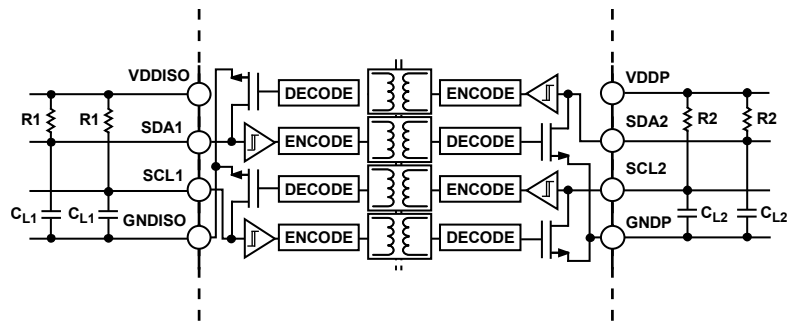 VDDISO
VDDP
DECODE
ENCODE
R1
R1
SDA1
SDA2
R2
R2
ENCODE
DECODE
SCL1
SCL2
DECODE
ENCODE
CL1
CL1
GNDISO
GNDP
CL2
CL2
ENCODE
DECODE